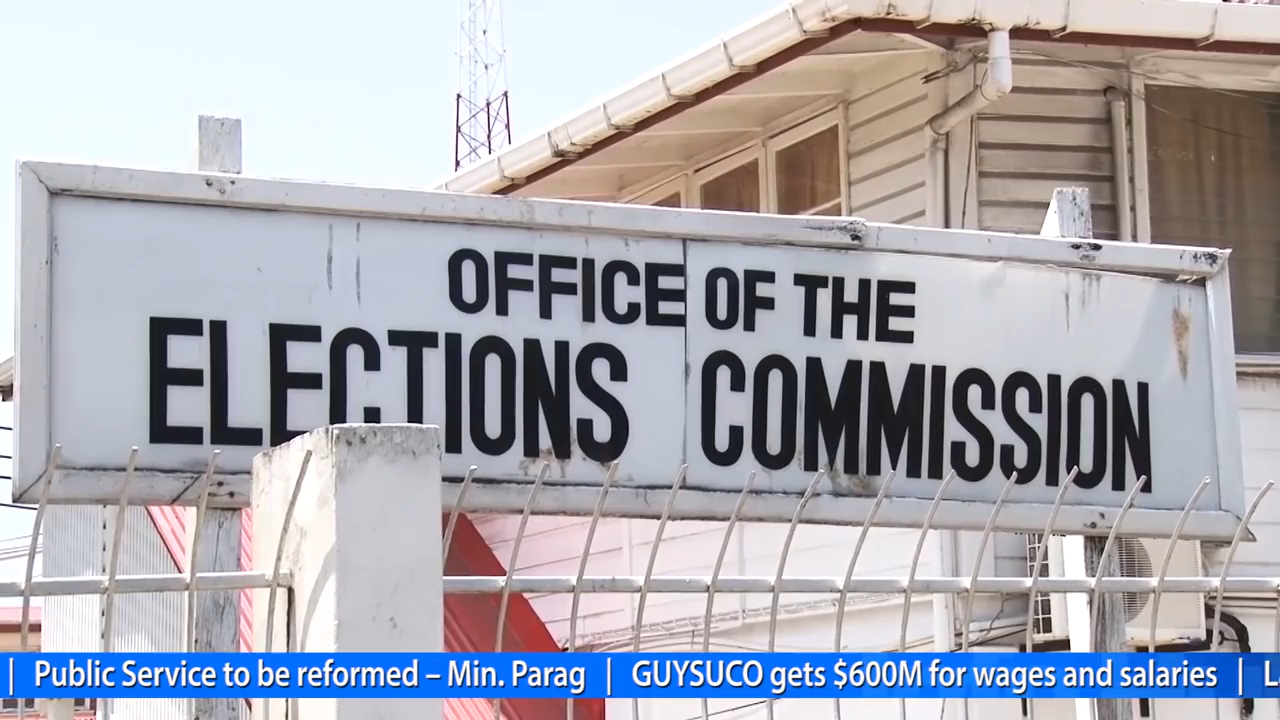 OFFICE OF THE
ELECTIONS COMMISSION
| Public Service to be reformed – Min. Parag | GUYSUCO gets $600M for wages and salaries |